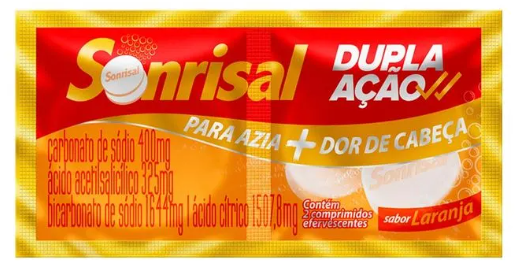 Sonrisal
Sonrisal
DUPLA
AÇÃO
PARA AZIA + DOR DE CABEÇA
carbonato de sódio 400mg
ácido acetilsalicílico 325mg
bicarbonato de sódio 1644mg | ácido cítrico 1507,8mg
Contém
2 comprimidos
efervescentes
Sonrisal
sabor Laranja